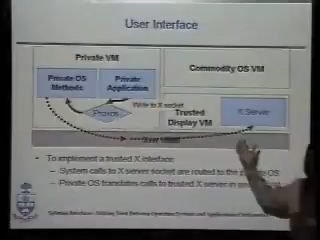 User Interface
Private VM
Commodity OS VM
Private OS
Methods
Private
Application
Write to X socket
Proxos
Trusted
Display VM
X Server
To implement a trusted X interface:
System calls to X server socket are routed to the private OS
Private OS translates calls to trusted X server in